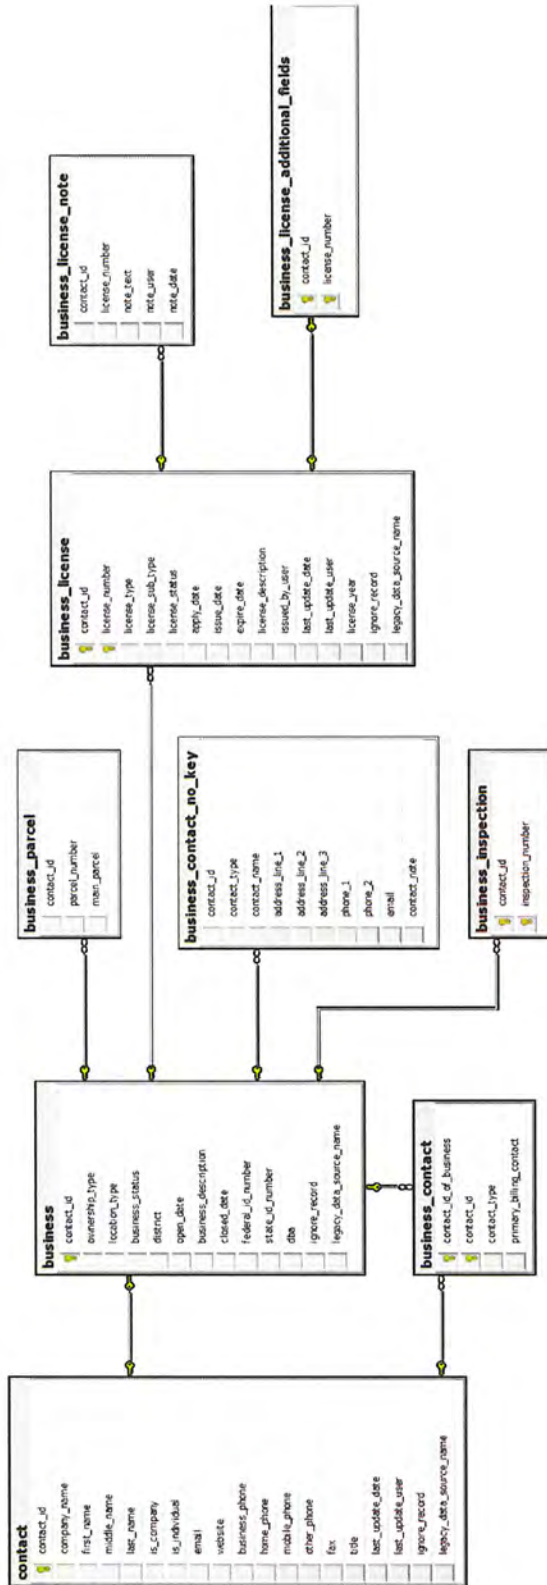 contact
contact_id
company_name
first_name
middle_name
last_name
is_company
is_individual
email
website
business_phone
home_phone
mobile_phone
other_phone
fax
title
last_update_date
last_update_user
ignore_record
legacy_data_source_name
business
contact_id
ownership_type
location_type
business_status
district
open_date
business_description
closed_date
federal_id_number
state_id_number
dba
ignore_record
legacy_data_source_name
business_contact
contact_id_of_business
contact_id
contact_type
primary_billing_contact
business_parcel
contact_id
parcel_number
main_parcel
business_contact_no_key
contact_id
contact_type
contact_name
address_line_1
address_line_2
address_line_3
phone_1
phone_2
email
contact_note
business_inspection
contact_id
inspection_number
business_license
contact_id
license_number
license_type
license_sub_type
license_status
apply_date
issue_date
expire_date
license_description
issued_by_user
last_update_date
last_update_user
license_year
ignore_record
legacy_data_source_name
business_license_note
contact_id
license_number
note_text
note_user
note_date
business_license_additional_fields
contact_id
license_number